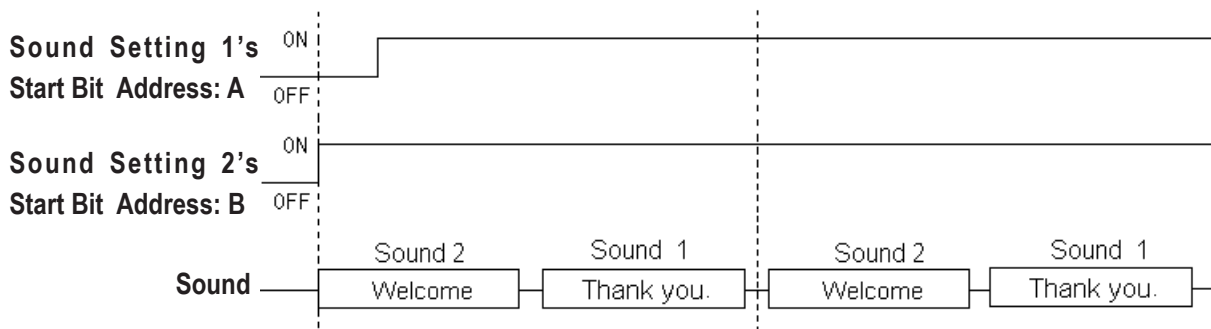 Sound Setting 1's
Start Bit Address: A
ON
OFF
Sound Setting 2's
Start Bit Address: B
ON
OFF
Sound
Sound 2
Sound 1
Sound 2
Sound 1
Welcome
Thank you.
Welcome
Thank you.